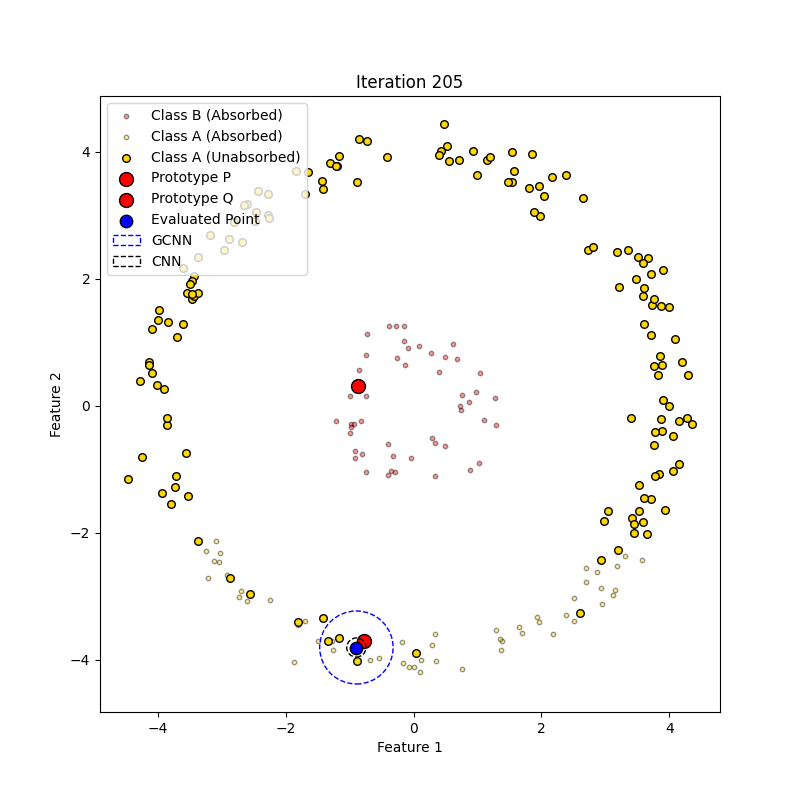 Iteration 205
Class B (Absorbed)
Class A (Absorbed)
Class A (Unabsorbed)
Prototype P
Prototype Q
Evaluated Point
GCNN
CNN
Feature 2
4
2
0
−2
−4
−4
−2
0
2
4
Feature 1